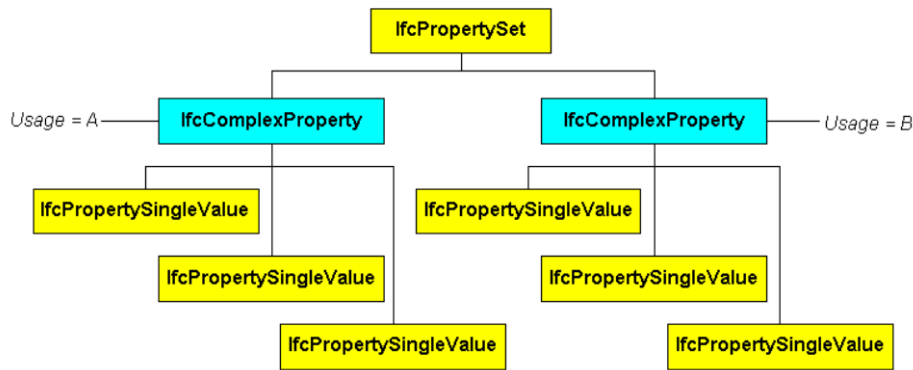 IfcPropertySet
Usage = A
IfcComplexProperty
IfcComplexProperty
Usage = B
IfcPropertySingleValue
IfcPropertySingleValue
IfcPropertySingleValue
IfcPropertySingleValue
IfcPropertySingleValue
IfcPropertySingleValue